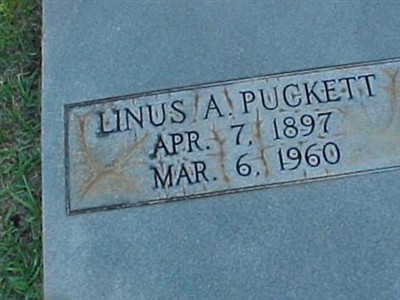 LINUS A. PUCKETT
APR. 7, 1897
MAR. 6, 1960